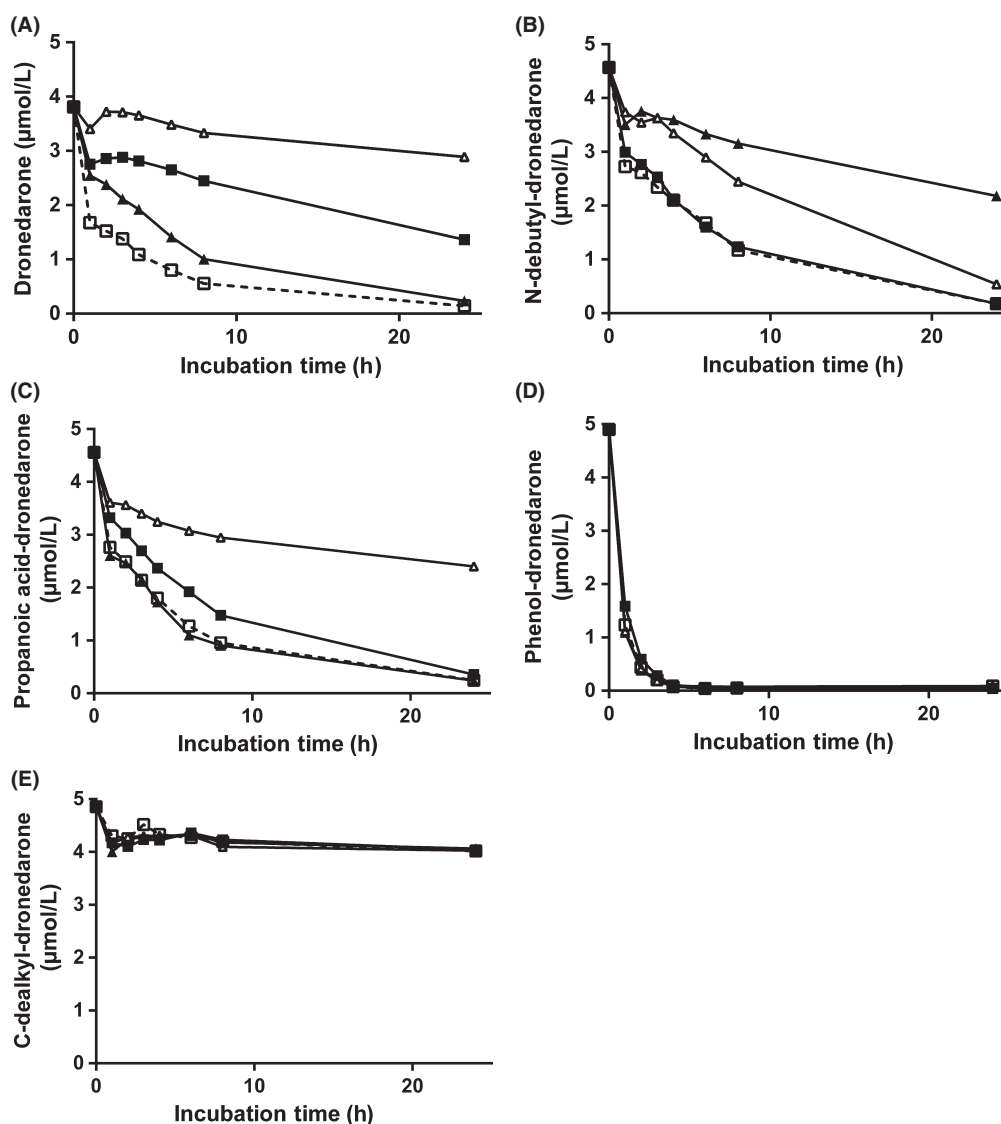 (A)
Dronedarone (µmol/L)
5
4
3
2
1
0
0 10 20
Incubation time (h)
(B)
N-debutyl-dronedarone
(µmol/L)
5
4
3
2
1
0
0 10 20
Incubation time (h)
(C)
Propanoic acid-dronedarone
(µmol/L)
5
4
3
2
1
0
0 10 20
Incubation time (h)
(D)
Phenol-dronedarone
(µmol/L)
5
4
3
2
1
0
0 10 20
Incubation time (h)
(E)
C-dealkyl-dronedarone
(µmol/L)
5
4
3
2
1
0
0 10 20
Incubation time (h)